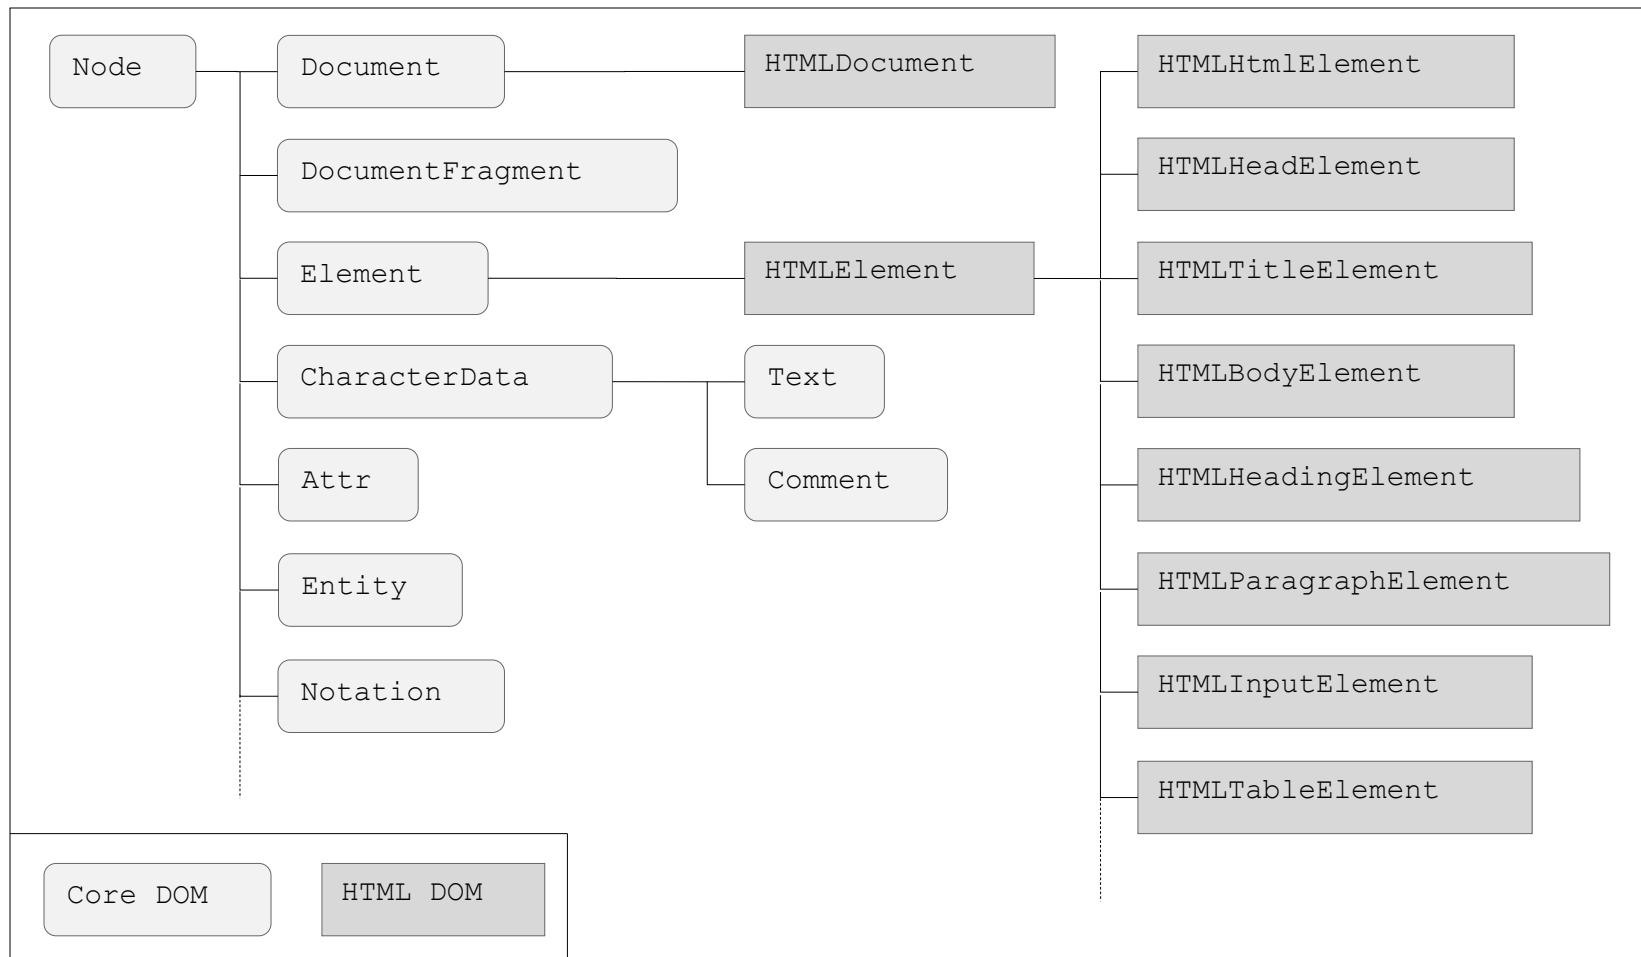 Node
Document
HTMLDocument
HTMLHtmlElement
DocumentFragment
HTMLHeadElement
Element
HTMLElement
HTMLTitleElement
CharacterData
Text
HTMLBodyElement
Attr
Comment
HTMLHeadingElement
Entity
HTMLParagraphElement
Notation
HTMLInputElement
HTMLTableElement
Core DOM
HTML DOM